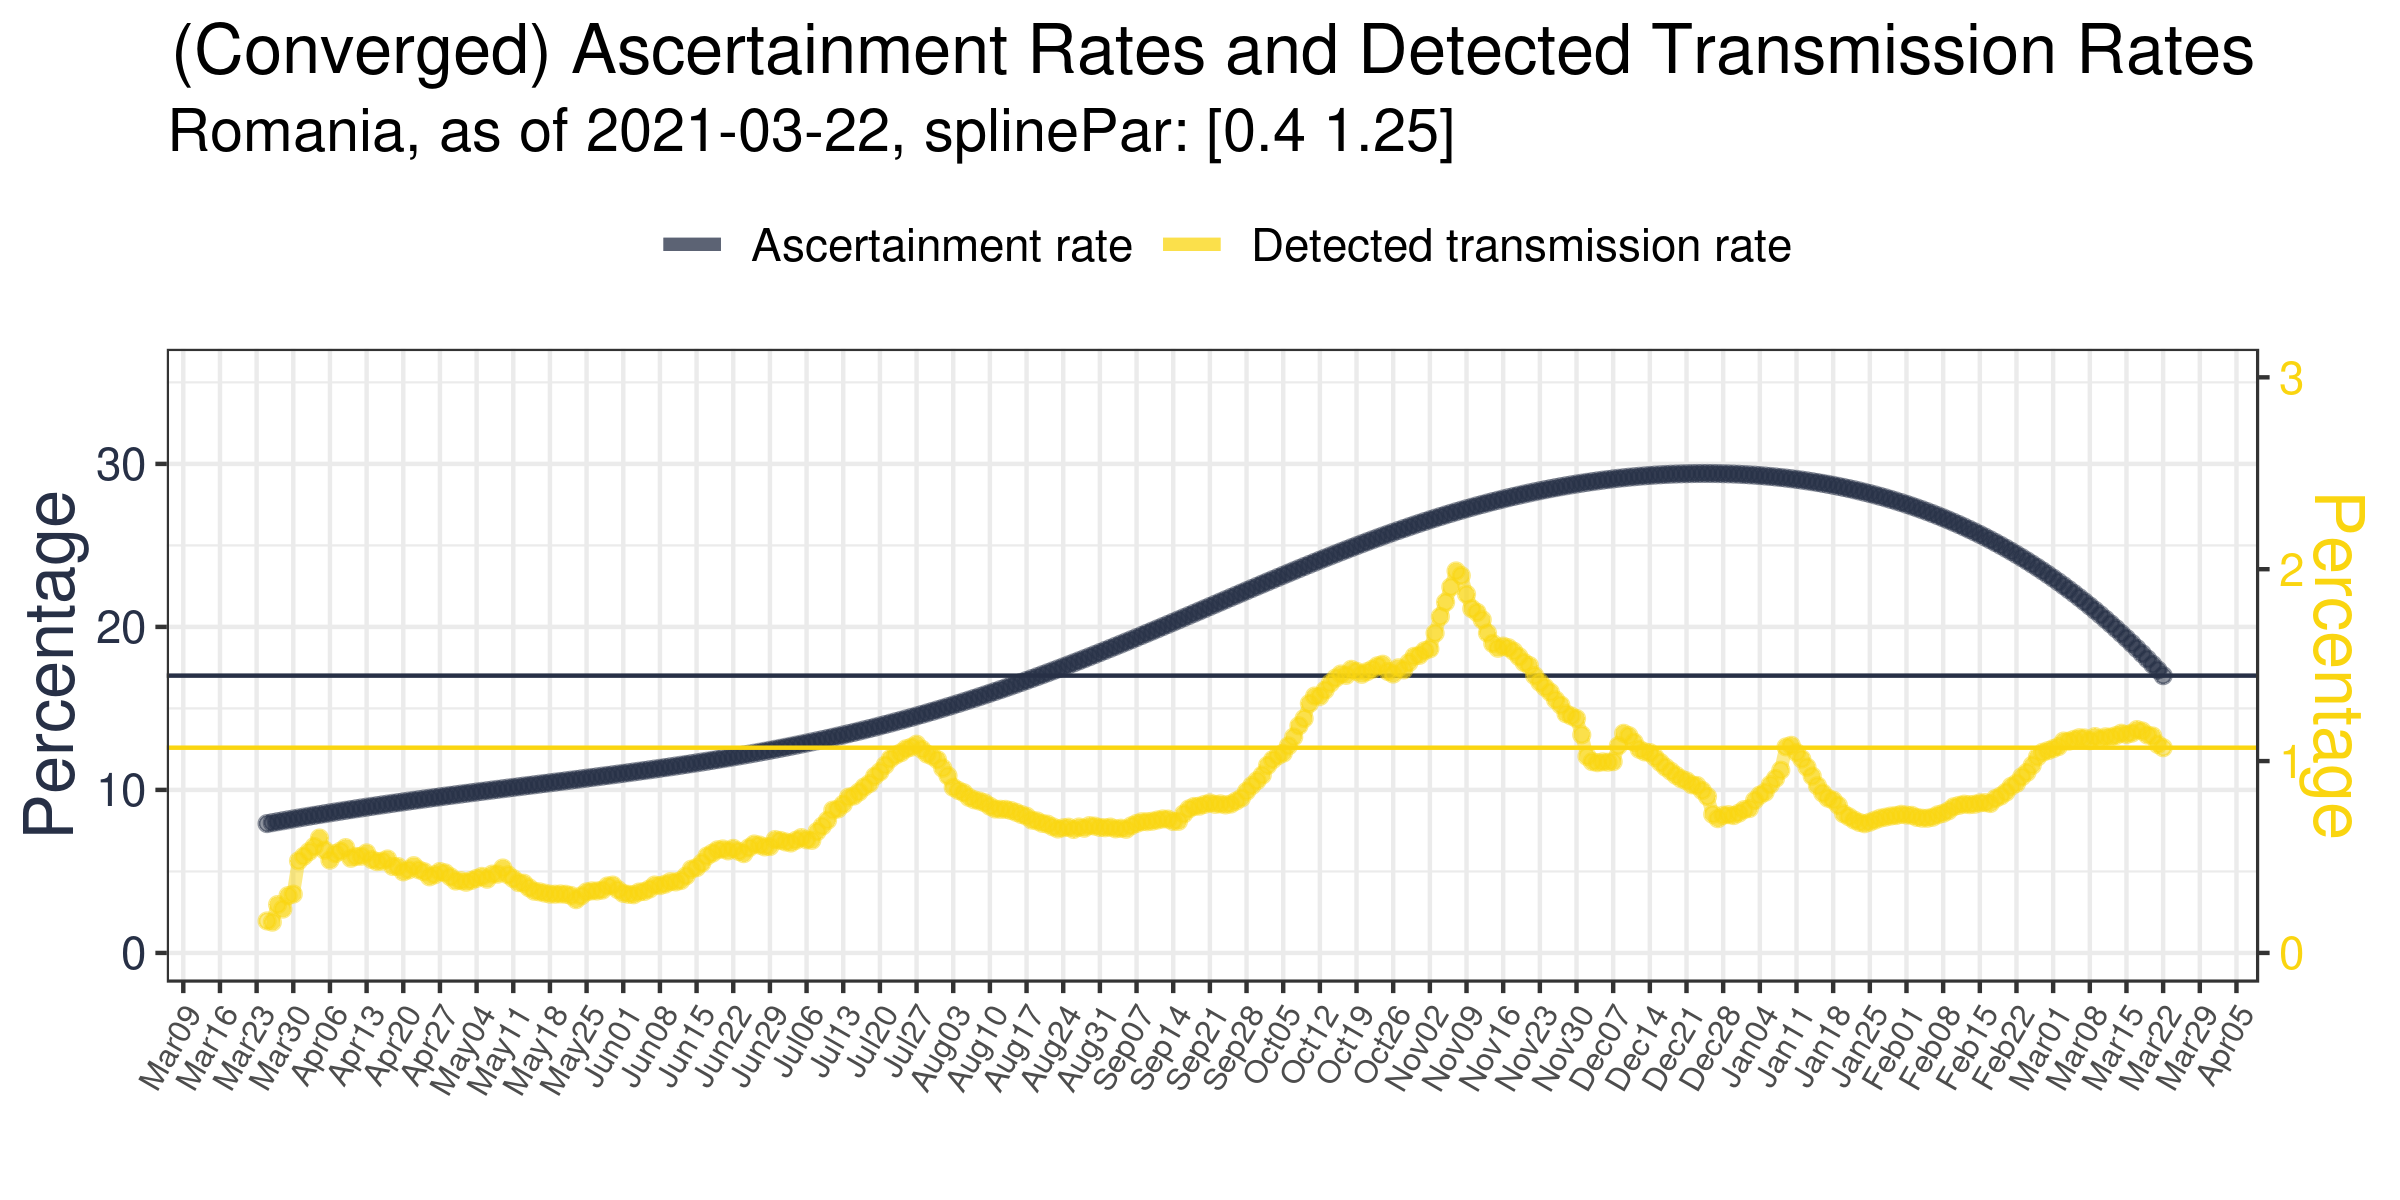 (Converged) Ascertainment Rates and Detected Transmission Rates
Romania, as of 2021-03-22, splinePar: [0.4 1.25]
Ascertainment rate Detected transmission rate
Percentage
30
20
10
0
3
2
1
0
Percentage
Mar09 Mar16 Mar23 Mar30 Apr06 Apr13 Apr20 Apr27 May04 May11 May18 May25 Jun01 Jun08 Jun15 Jun22 Jun29 Jul06 Jul13 Jul20 Jul27 Aug03 Aug10 Aug17 Aug24 Aug31 Sep07 Sep14 Sep21 Sep28 Oct05 Oct12 Oct19 Oct26 Nov02 Nov09 Nov16 Nov23 Nov30 Dec07 Dec14 Dec21 Dec28 Jan04 Jan11 Jan18 Jan25 Feb01 Feb08 Feb15 Feb22 Mar01 Mar08 Mar15 Mar22 Mar29 Apr05